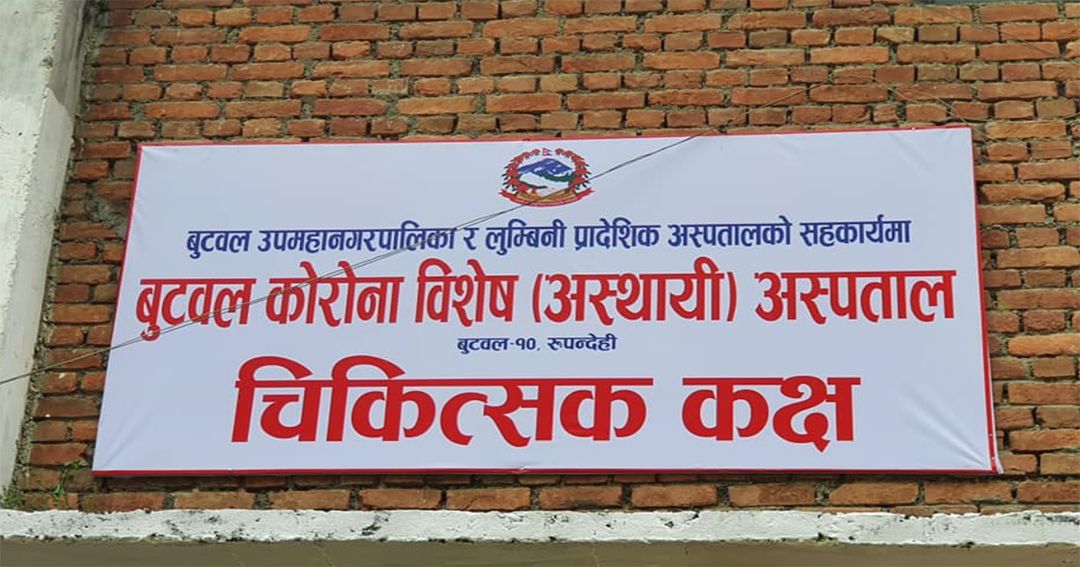 बुटवल उपमहानगरपालिका र लुम्बिनी प्रादेशिक अस्पतालको सहकार्यमा
बुटवल कोरोना विशेष (अस्थायी) अस्पताल
बुटवल-१०, रुपन्देही
चिकित्सक कक्ष